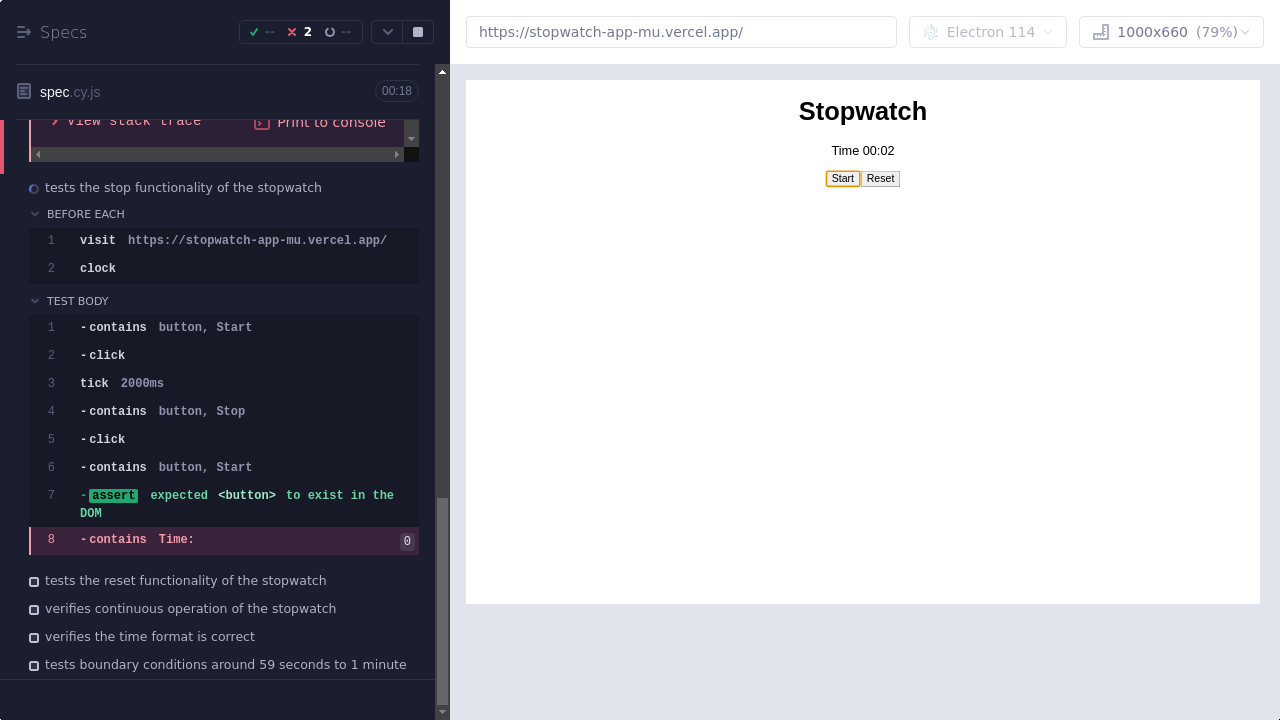 Specs
--
2
--
spec.cy.js
00:18
View stack trace
Print to console
tests the stop functionality of the stopwatch
BEFORE EACH
1 visit https://stopwatch-app-mu.vercel.app/
2 clock
TEST BODY
1 -contains button, Start
2 -click
3 tick 2000ms
4 -contains button, Stop
5 -click
6 -contains button, Start
7 -assert expected <button> to exist in the
DOM
8 -contains Time: 0
tests the reset functionality of the stopwatch
verifies continuous operation of the stopwatch
verifies the time format is correct
tests boundary conditions around 59 seconds to 1 minute
https://stopwatch-app-mu.vercel.app/
Electron 114
1000x660 (79%)
Stopwatch
Time 00:02
Start Reset